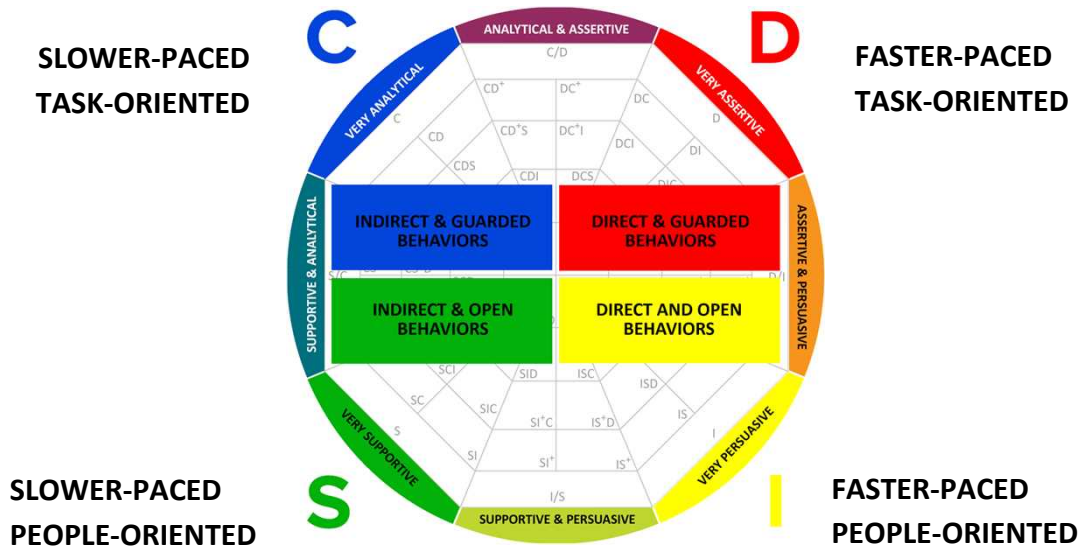 C
D
SLOWER-PACED
TASK-ORIENTED
FASTER-PACED
TASK-ORIENTED
ANALYTICAL & ASSERTIVE
VERY ANALYTICAL
VERY ASSERTIVE
C/D
CD⁺
DC⁺
C
DC
D
CD
CD⁺S
DC⁺I
DCI
DI
CDS
CDI
DCS
SUPPORTIVE & ANALYTICAL
ASSERTIVE & PERSUASIVE
INDIRECT & GUARDED
BEHAVIORS
DIRECT & GUARDED
BEHAVIORS
S/C
D/I
INDIRECT & OPEN
BEHAVIORS
DIRECT AND OPEN
BEHAVIORS
SCI
SID
ISC
ISD
SC
SIC
SI⁺C
IS⁺D
IS
S
I
SI
SI⁺
IS⁺
I/S
VERY SUPPORTIVE
VERY PERSUASIVE
SUPPORTIVE & PERSUASIVE
S
I
SLOWER-PACED
PEOPLE-ORIENTED
FASTER-PACED
PEOPLE-ORIENTED